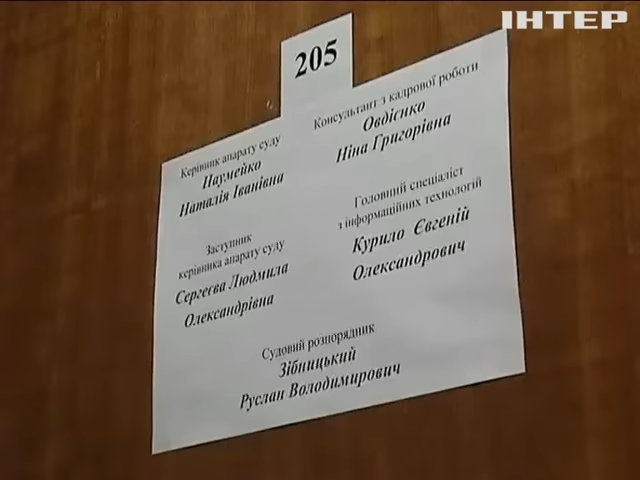 ІНТЕР
205
Керівник апарату суду
Наумейко
Наталія Іванівна
Консультант з кадрової роботи
Овдієнко
Ніна Григорівна
Заступник
керівника апарату суду
Сергеєва Людмила
Олександрівна
Головний спеціаліст
з інформаційних технологій
Курило Євгеній
Олександрович
Судовий розпорядник
Зібницький
Руслан Володимирович